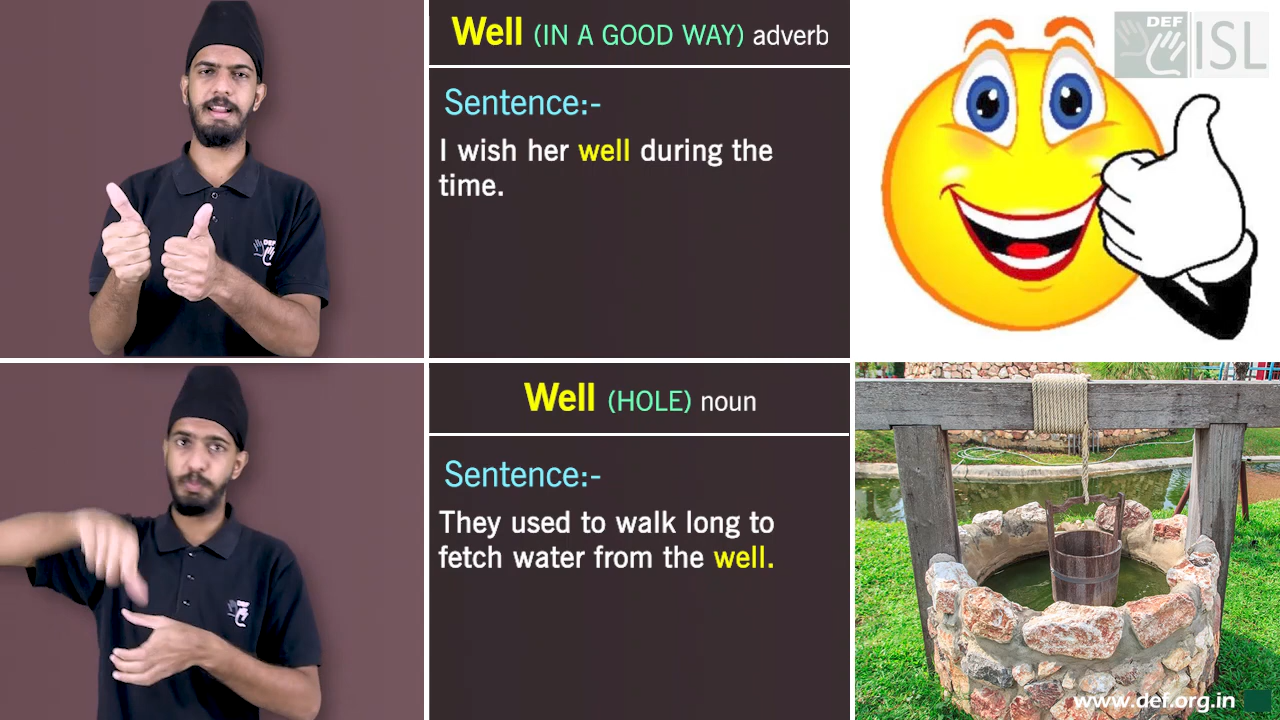 Well (IN A GOOD WAY) adverb
Sentence:-
I wish her well during the
time.
DEF
ISL
DEF
Well (HOLE) noun
Sentence:-
They used to walk long to
fetch water from the well.
www.def.org.in